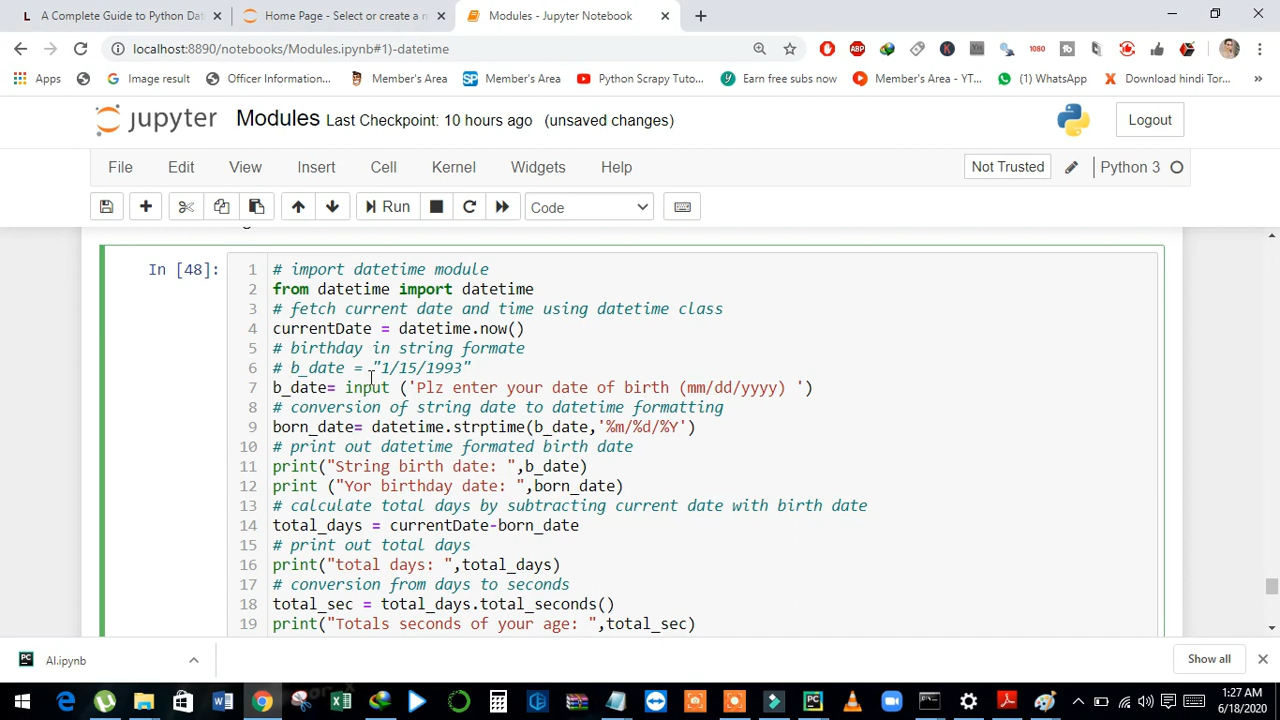 A Complete Guide to Python Dat
Home Page - Select or create a n
Modules - Jupyter Notebook
localhost:8890/notebooks/Modules.ipynb#1)-datetime
Apps
Image result
Officer Information...
Member's Area
Member's Area
Python Scrapy Tuto...
Earn free subs now
Member's Area - YT...
(1) WhatsApp
Download hindi Tor...
jupyter Modules Last Checkpoint: 10 hours ago (unsaved changes)
Logout
File Edit View Insert Cell Kernel Widgets Help
Not Trusted
Python 3
Run
Code
In [48]:
1 # import datetime module
2 from datetime import datetime
3 # fetch current date and time using datetime class
4 currentDate = datetime.now()
5 # birthday in string formate
6 # b_date = "1/15/1993"
7 b_date= input ('Plz enter your date of birth (mm/dd/yyyy) ')
8 # conversion of string date to datetime formatting
9 born_date= datetime.strptime(b_date,'%m/%d/%Y')
10 # print out datetime formated birth date
11 print("String birth date: ",b_date)
12 print ("Yor birthday date: ",born_date)
13 # calculate total days by subtracting current date with birth date
14 total_days = currentDate-born_date
15 # print out total days
16 print("total days: ",total_days)
17 # conversion from days to seconds
18 total_sec = total_days.total_seconds()
19 print("Totals seconds of your age: ",total_sec)
AI.ipynb
Show all
1:27 AM
6/18/2020